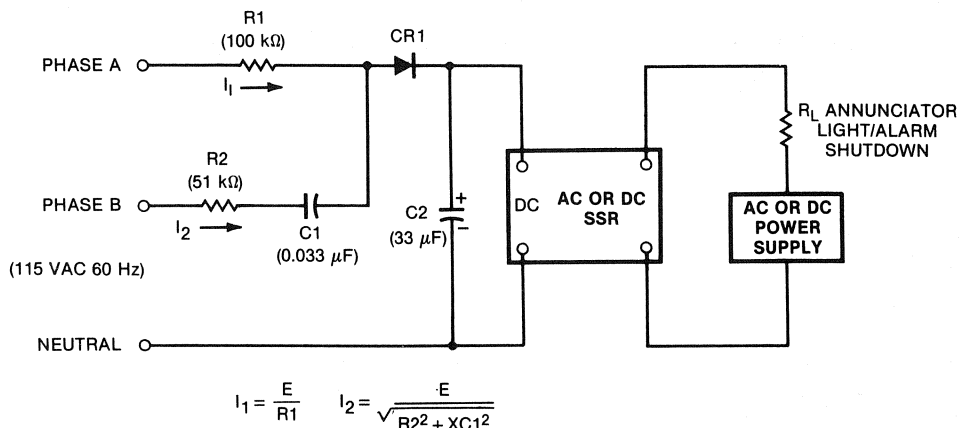 R1
(100 kΩ)
CR1
PHASE A
I1
R2
(51 kΩ)
PHASE B
I2
C1
(0.033 μF)
C2
(33 μF)
+
−
(115 VAC 60 Hz)
NEUTRAL
DC
AC OR DC
SSR
RL ANNUNCIATOR
LIGHT/ALARM
SHUTDOWN
AC OR DC
POWER
SUPPLY
I1 = E/R1 I2 = E/√(R2² + XC1²)